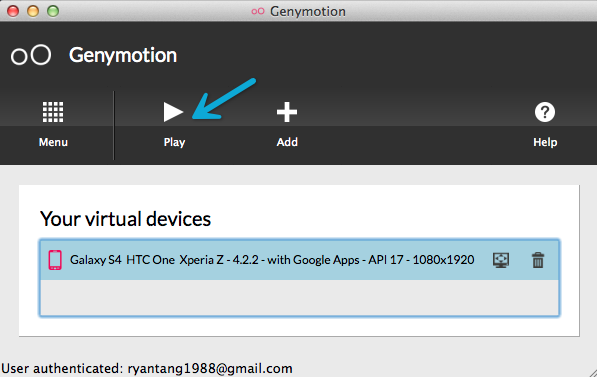 Genymotion
Genymotion
Menu Play Add Help
Your virtual devices
Galaxy S4 HTC One Xperia Z - 4.2.2 - with Google Apps - API 17 - 1080x1920
User authenticated: ryantang1988@gmail.com